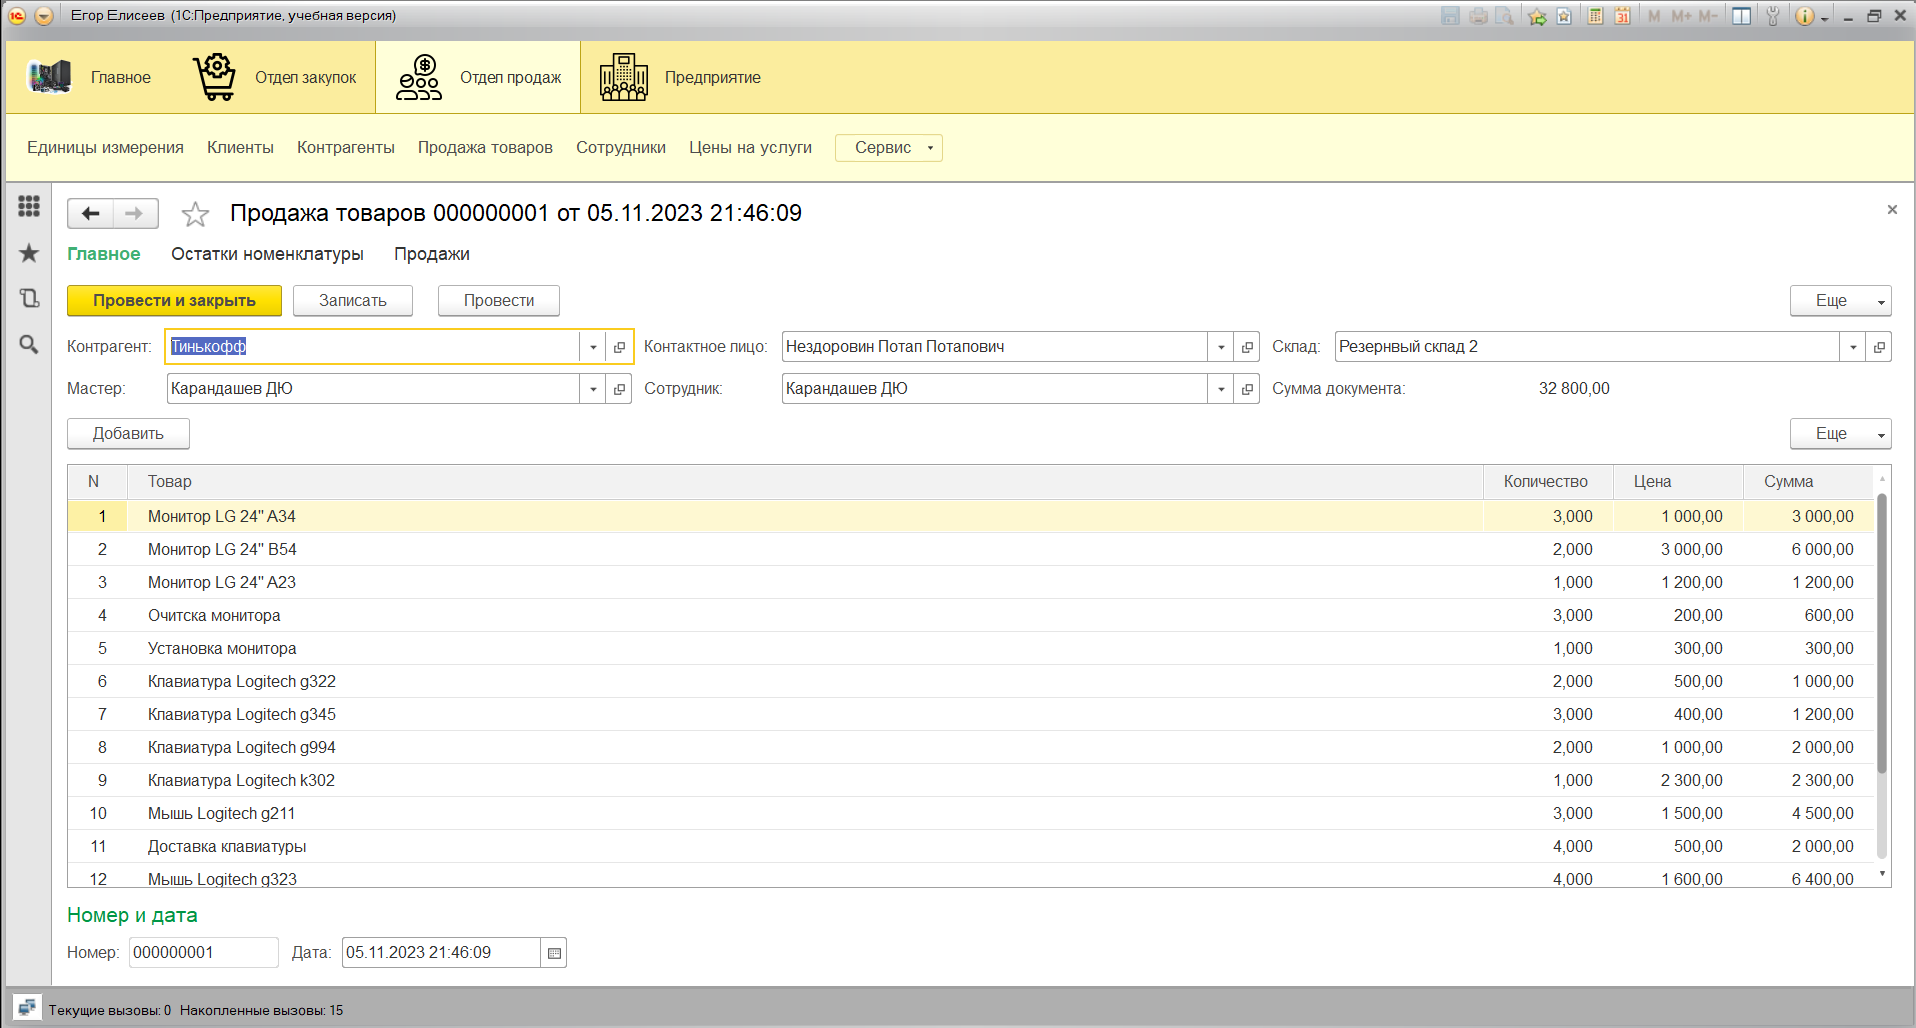 Егор Елисеев (1С:Предприятие, учебная версия)
M M+ M-
Главное Отдел закупок Отдел продаж Предприятие
Единицы измерения Клиенты Контрагенты Продажа товаров Сотрудники Цены на услуги Сервис
Продажа товаров 000000001 от 05.11.2023 21:46:09
Главное Остатки номенклатуры Продажи
Провести и закрыть Записать Провести Еще
Контрагент: Тинькофф Контактное лицо: Нездоровин Потап Потапович Склад: Резернвый склад 2
Мастер: Карандашев ДЮ Сотрудник: Карандашев ДЮ Сумма документа: 32 800,00
Добавить Еще
N Товар Количество Цена Сумма
1 Монитор LG 24'' A34 3,000 1 000,00 3 000,00
2 Монитор LG 24'' B54 2,000 3 000,00 6 000,00
3 Монитор LG 24'' A23 1,000 1 200,00 1 200,00
4 Очитска монитора 3,000 200,00 600,00
5 Установка монитора 1,000 300,00 300,00
6 Клавиатура Logitech g322 2,000 500,00 1 000,00
7 Клавиатура Logitech g345 3,000 400,00 1 200,00
8 Клавиатура Logitech g994 2,000 1 000,00 2 000,00
9 Клавиатура Logitech k302 1,000 2 300,00 2 300,00
10 Мышь Logitech g211 3,000 1 500,00 4 500,00
11 Доставка клавиатуры 4,000 500,00 2 000,00
12 Мышь Logitech g323 4,000 1 600,00 6 400,00
Номер и дата
Номер: 000000001 Дата: 05.11.2023 21:46:09
Текущие вызовы: 0 Накопленные вызовы: 15